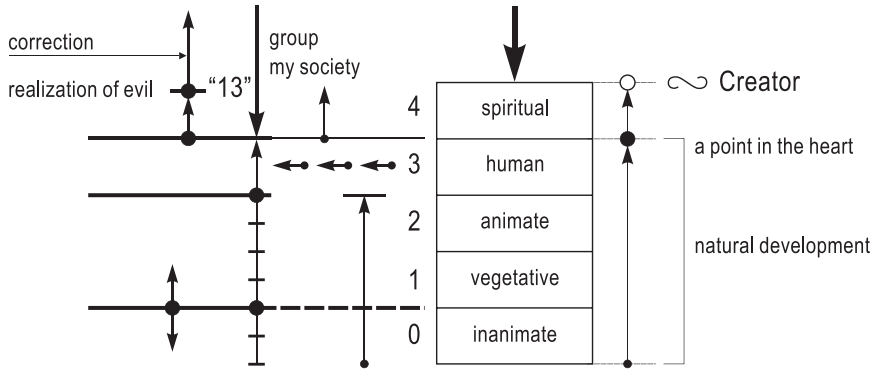 correction
realization of evil
“13”
group
my society
4
3
2
1
0
spiritual
human
animate
vegetative
inanimate
Creator
a point in the heart
natural development